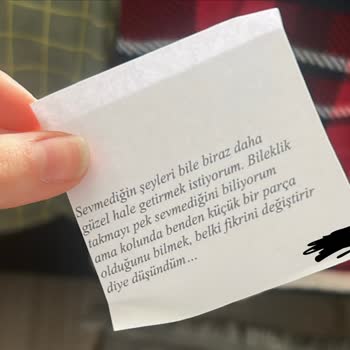 Sevmediğin şeyleri bile biraz daha
güzel hale getirmek istiyorum. Bileklik
takmayı pek sevmediğini biliyorum
ama kolunda benden küçük bir parça
olduğunu bilmek, belki fikrini değiştirir
diye düşündüm...